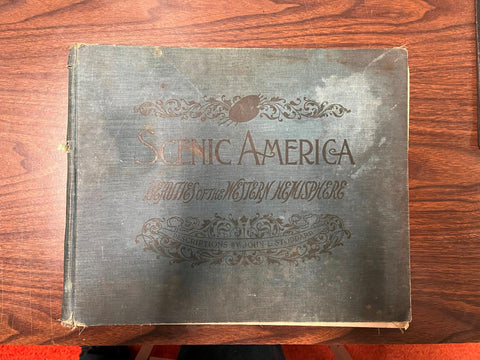 SCENIC AMERICA
BEAUTIES OF THE WESTERN HEMISPHERE
DESCRIPTIONS BY JOHN L. STODDARD